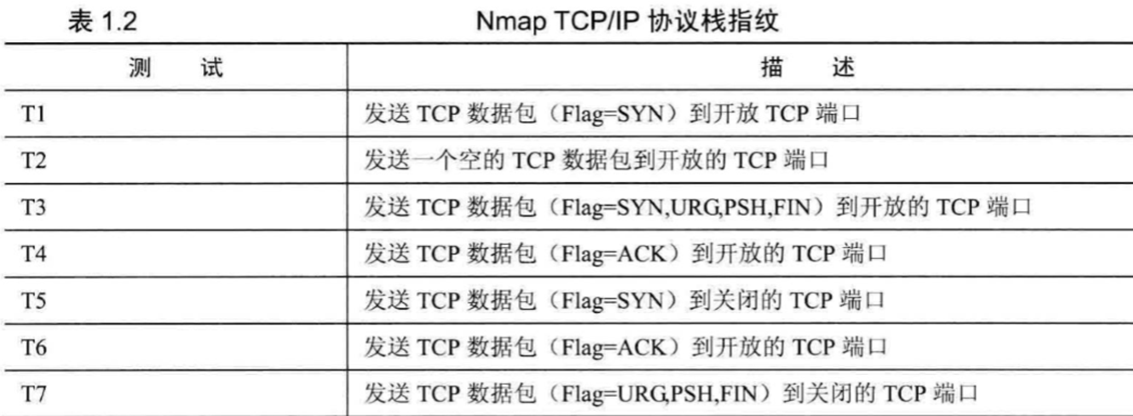 表 1.2 Nmap TCP/IP 协议栈指纹
测 试 描 述
T1 发送 TCP 数据包（Flag=SYN）到开放 TCP 端口
T2 发送一个空的 TCP 数据包到开放的 TCP 端口
T3 发送 TCP 数据包（Flag=SYN,URG,PSH,FIN）到开放的 TCP 端口
T4 发送 TCP 数据包（Flag=ACK）到开放的 TCP 端口
T5 发送 TCP 数据包（Flag=SYN）到关闭的 TCP 端口
T6 发送 TCP 数据包（Flag=ACK）到开放的 TCP 端口
T7 发送 TCP 数据包（Flag=URG,PSH,FIN）到关闭的 TCP 端口